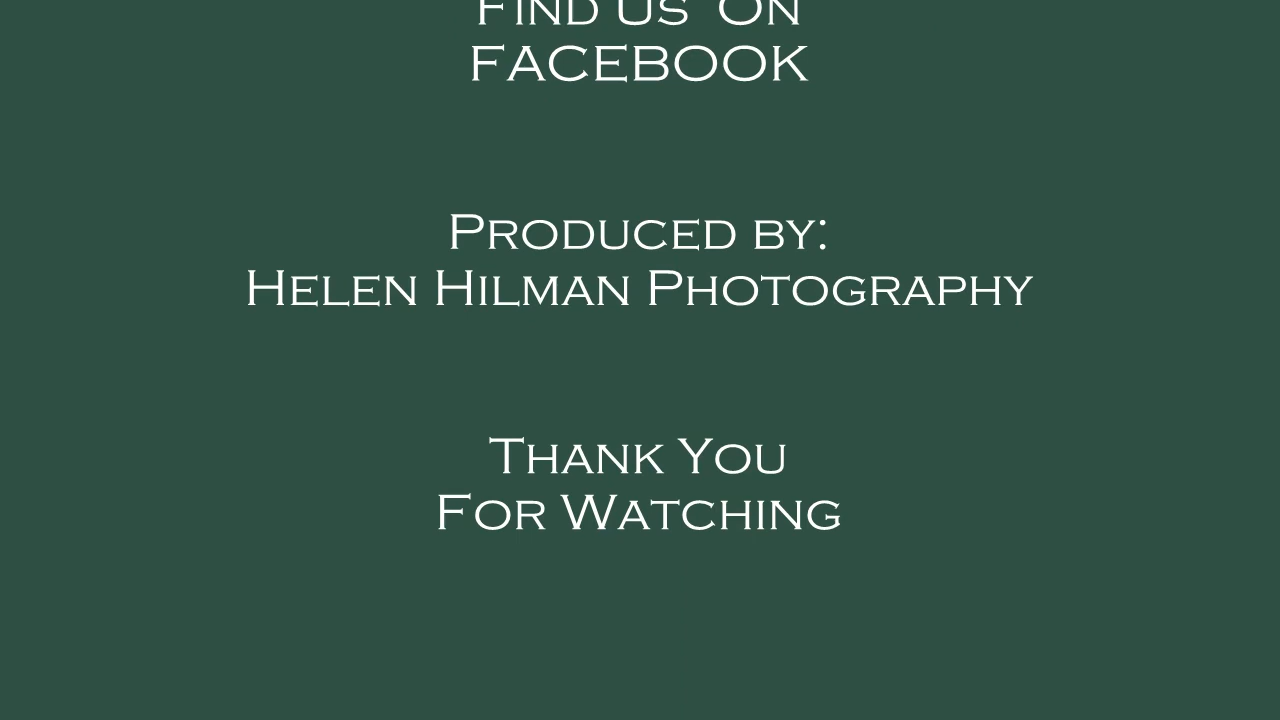 Find us on
FACEBOOK
Produced by:
Helen Hilman Photography
Thank You
For Watching